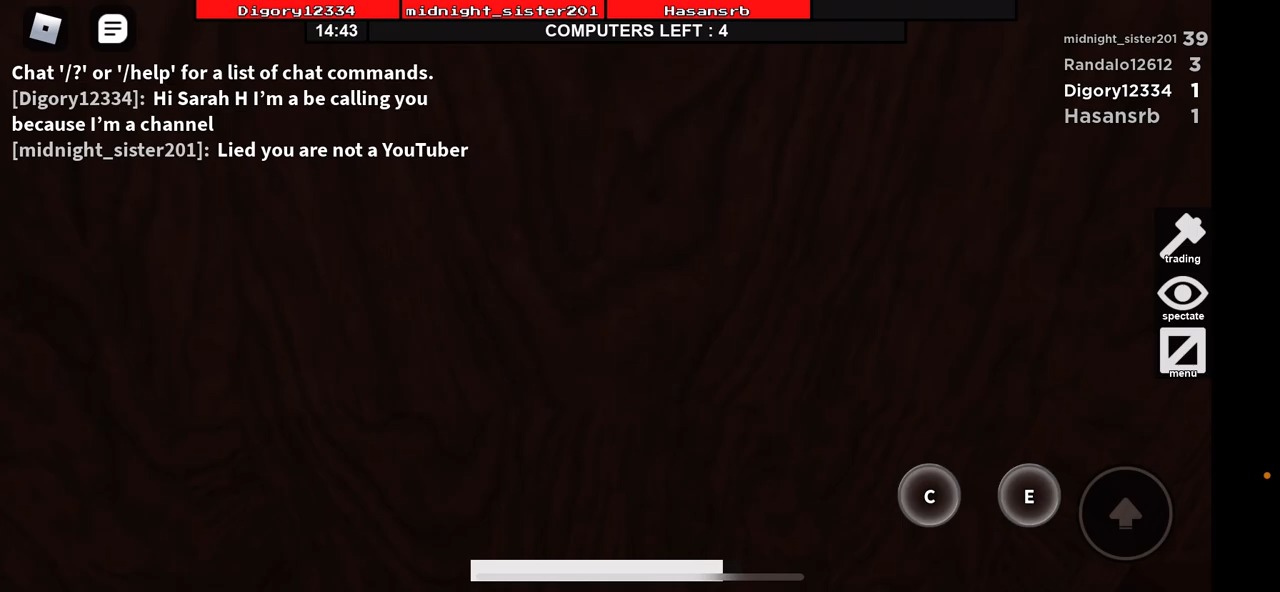 Digory12334 midnight_sister201 Hasansrb
14:43 COMPUTERS LEFT : 4
Chat '/?' or '/help' for a list of chat commands.
[Digory12334]: Hi Sarah H I’m a be calling you
because I’m a channel
[midnight_sister201]: Lied you are not a YouTuber
midnight_sister201 39
Randalo12612 3
Digory12334 1
Hasansrb 1
trading
spectate
menu
C E